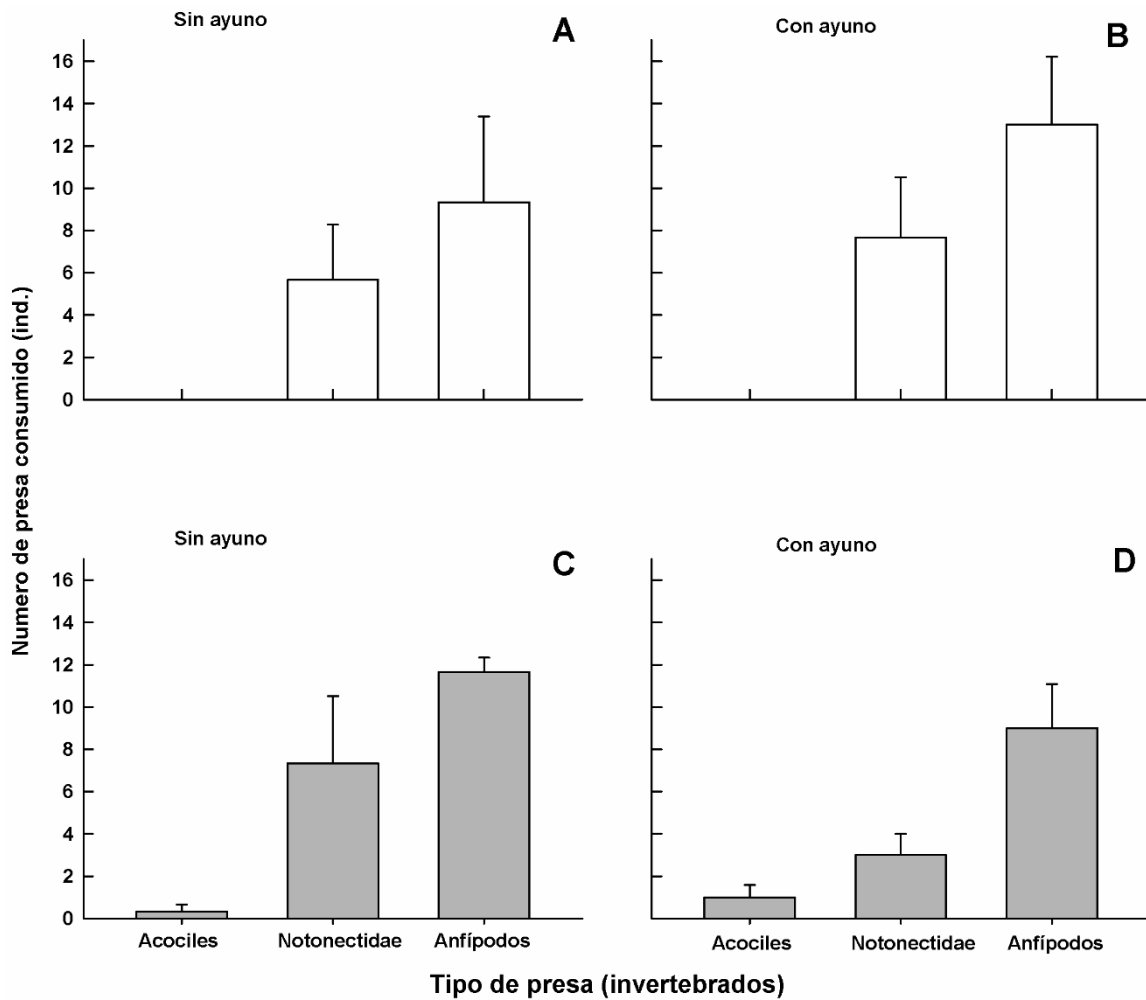 Sin ayuno
A
Con ayuno
B
16
14
12
10
8
6
4
2
0
Sin ayuno
C
Con ayuno
D
16
14
12
10
8
6
4
2
0
Numero de presa consumido (ind.)
Acociles Notonectidae Anfípodos
Acociles Notonectidae Anfípodos
Tipo de presa (invertebrados)